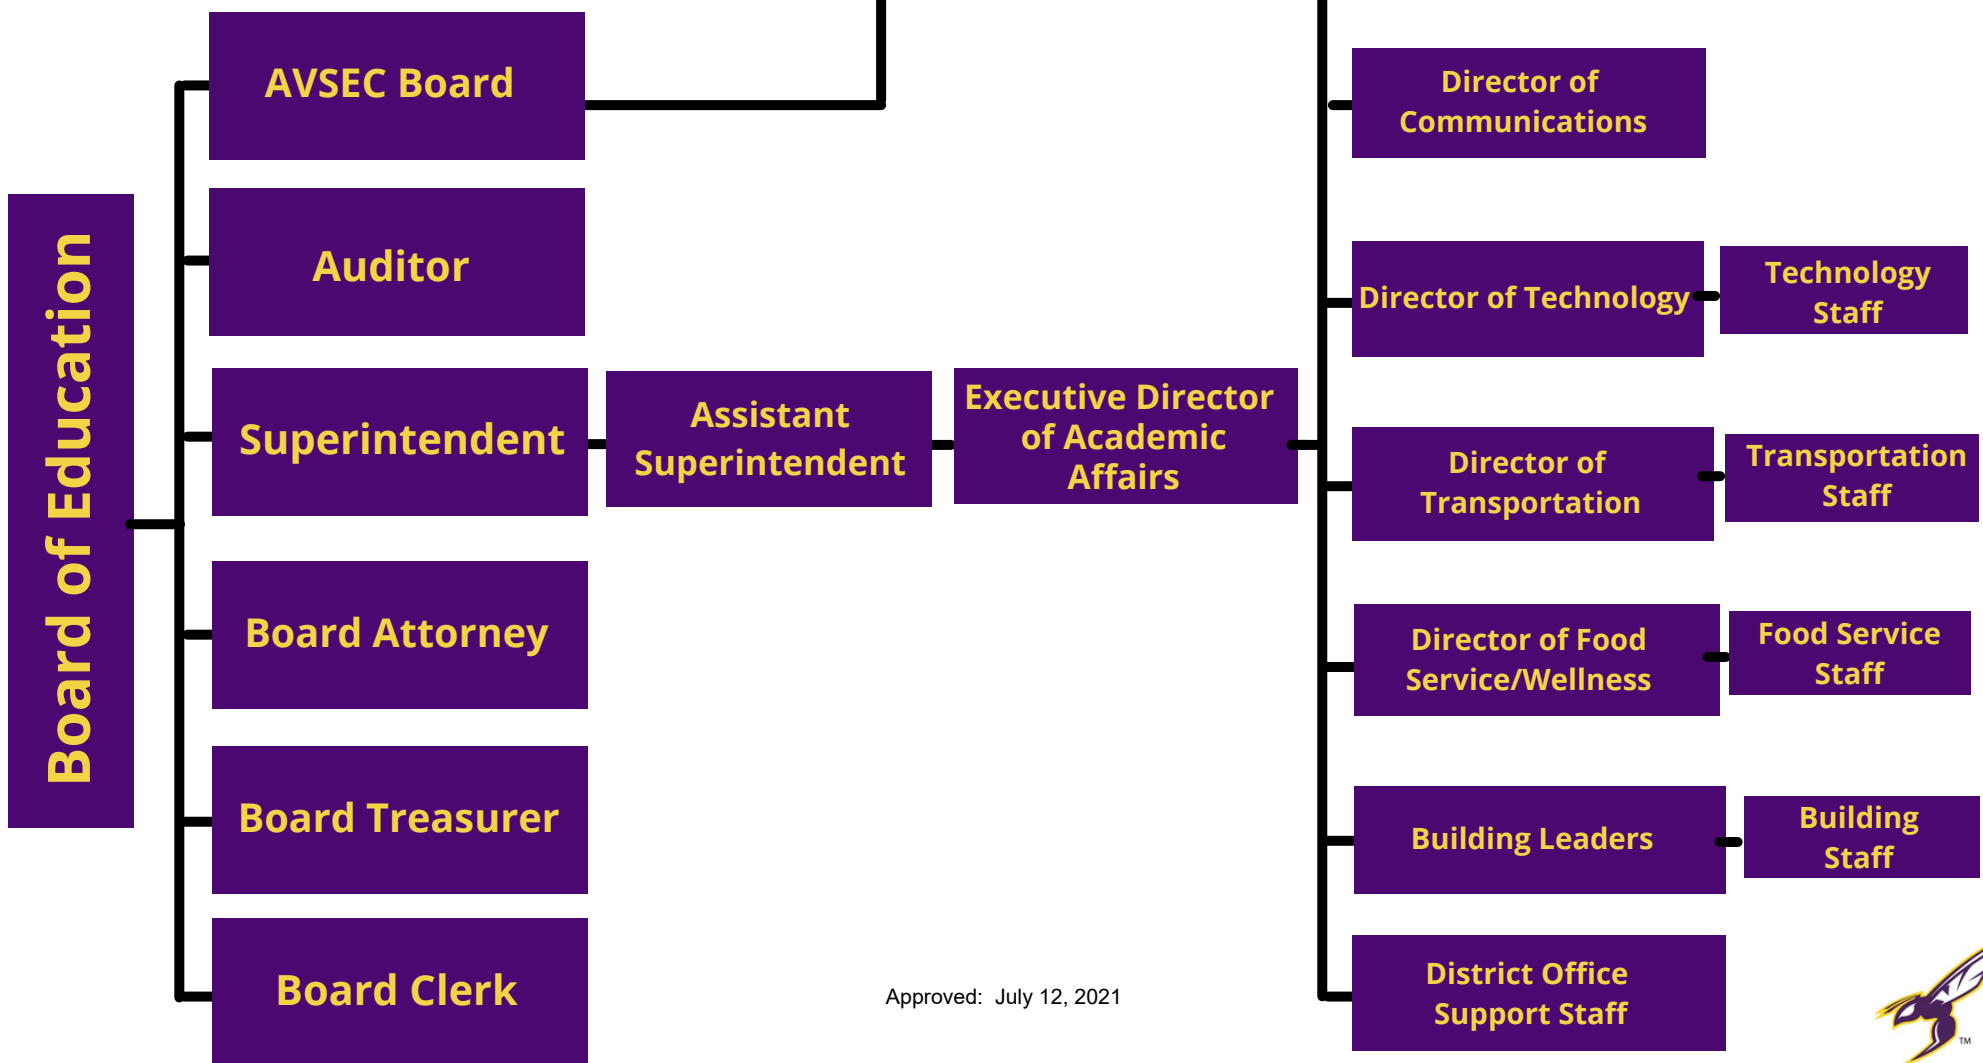 Board of Education
AVSEC Board
Auditor
Superintendent
Board Attorney
Board Treasurer
Board Clerk
Assistant
Superintendent
Executive Director
of Academic
Affairs
Director of
Communications
Director of Technology
Technology
Staff
Director of
Transportation
Transportation
Staff
Director of Food
Service/Wellness
Food Service
Staff
Building Leaders
Building
Staff
District Office
Support Staff
Approved: July 12, 2021
TM